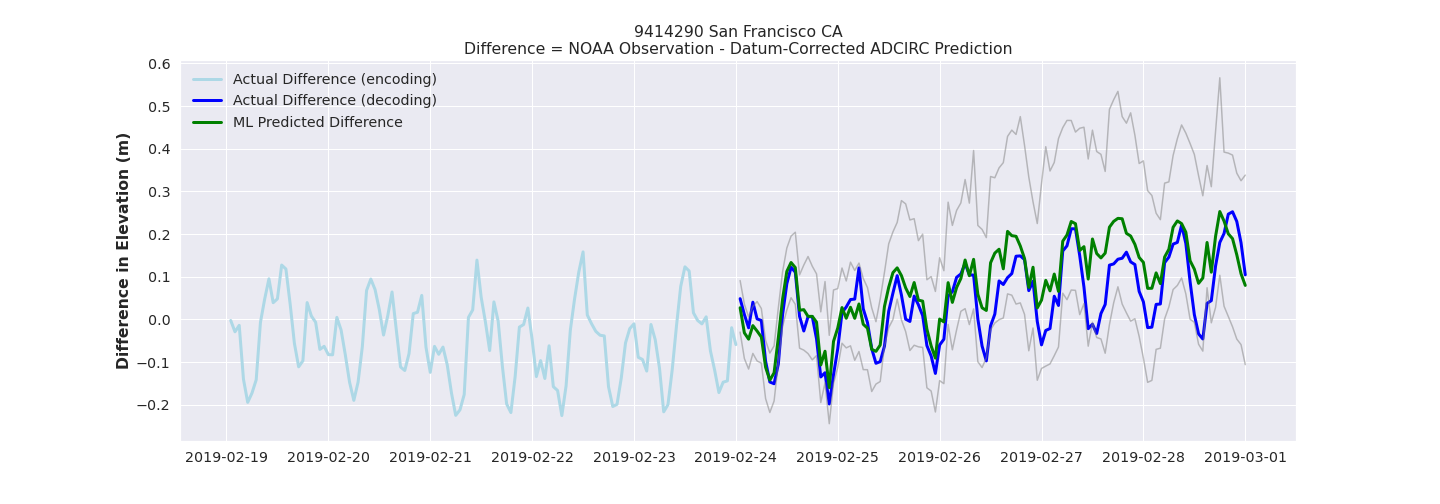 9414290 San Francisco CA
Difference = NOAA Observation - Datum-Corrected ADCIRC Prediction
Actual Difference (encoding)
Actual Difference (decoding)
ML Predicted Difference
Difference in Elevation (m)
0.6
0.5
0.4
0.3
0.2
0.1
0.0
−0.1
−0.2
2019-02-19 2019-02-20 2019-02-21 2019-02-22 2019-02-23 2019-02-24 2019-02-25 2019-02-26 2019-02-27 2019-02-28 2019-03-01